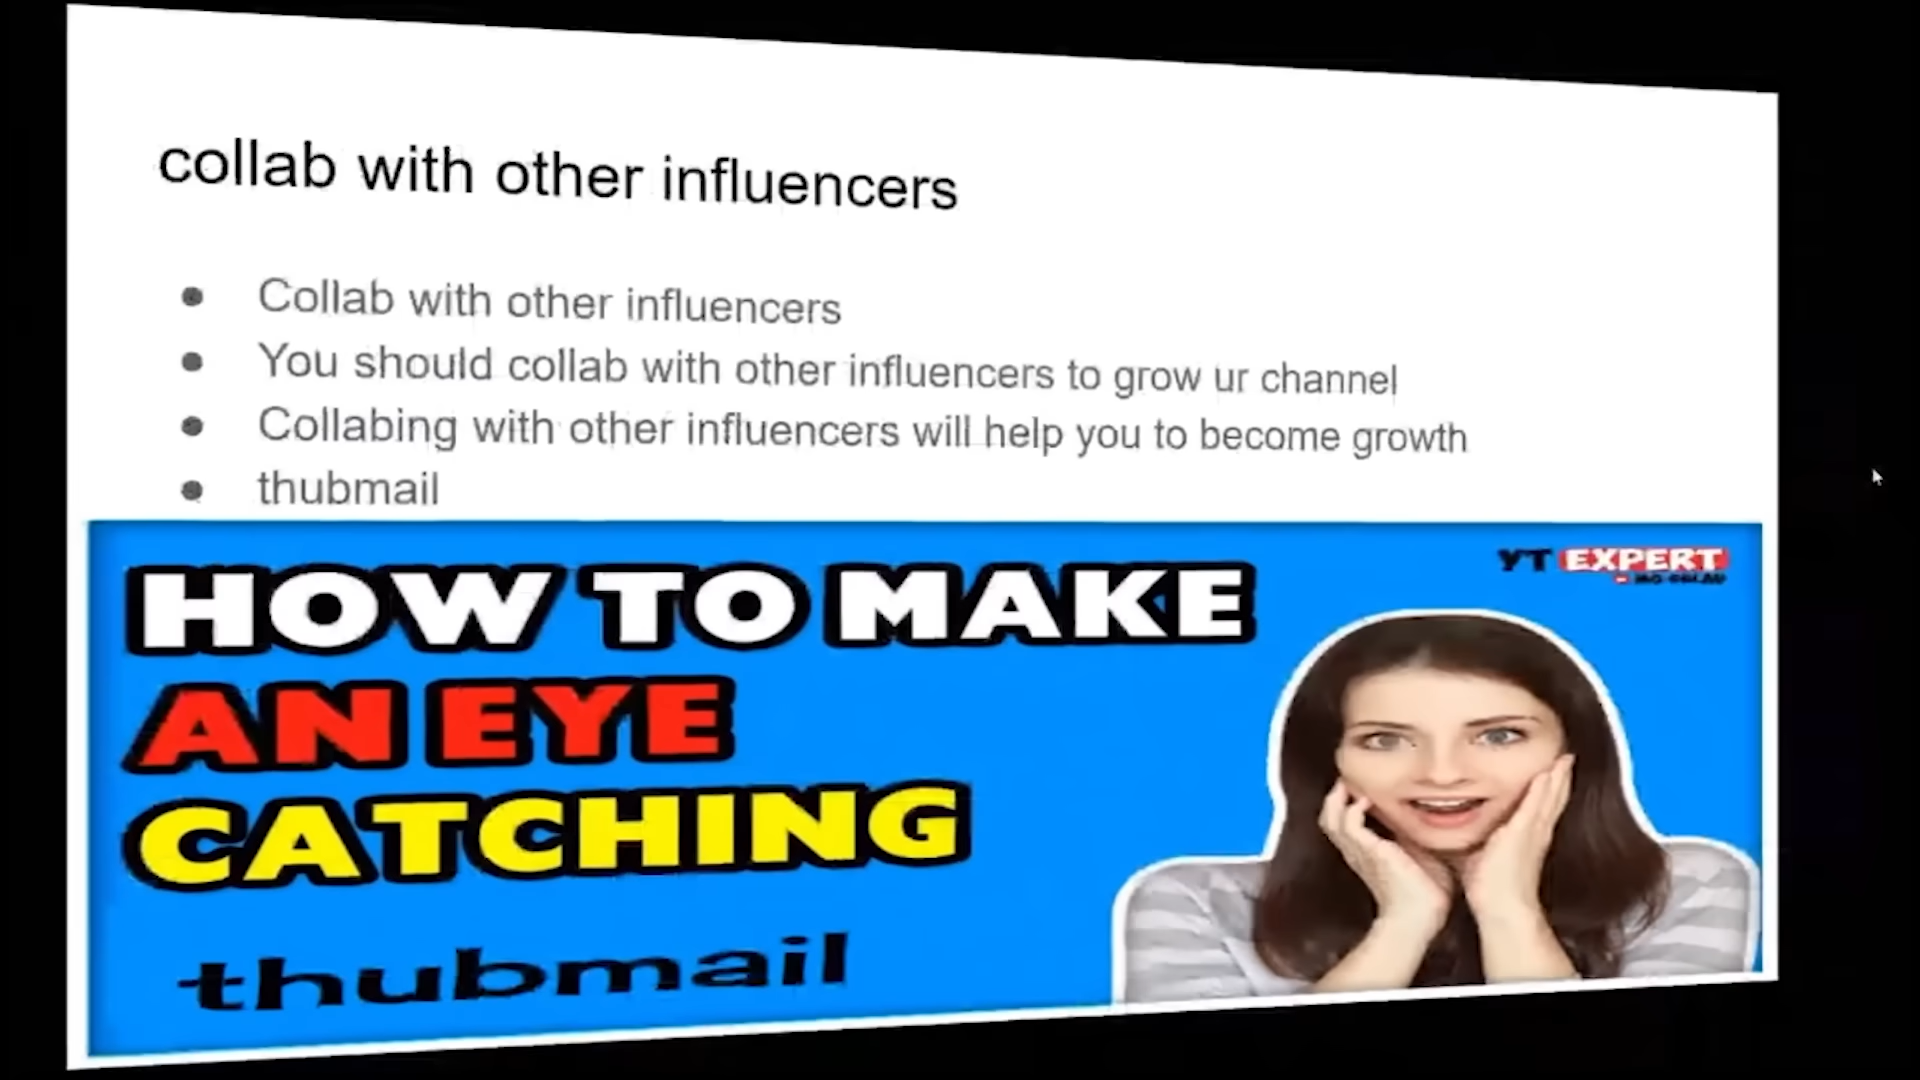 collab with other influencers
Collab with other influencers
You should collab with other influencers to grow ur channel
Collabing with other influencers will help you to become growth
thubmail
YT EXPERT
HOW TO MAKE
AN EYE
CATCHING
thubmail